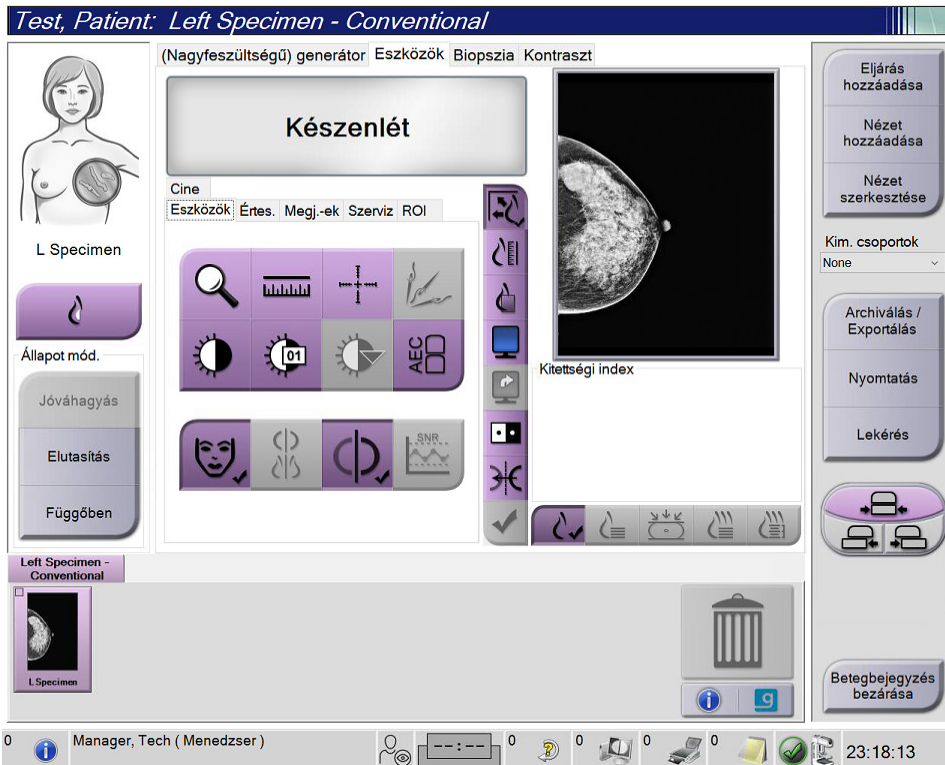 Test, Patient: Left Specimen - Conventional
(Nagyfeszültségű) generátor Eszközök Biopszia Kontraszt
Készenlét
Cine
Eszközök Értes. Megj.-ek Szerviz ROI
L Specimen
Állapot mód.
Jóváhagyás
Elutasítás
Függőben
01
AEC
SNR
Kitettségi index
Eljárás
hozzáadása
Nézet
hozzáadása
Nézet
szerkesztése
Kim. csoportok
None
Archiválás /
Exportálás
Nyomtatás
Lekérés
Left Specimen -
Conventional
L Specimen
Betegbejegyzés
bezárása
0 Manager, Tech ( Menedzser ) --:-- 0 0 0 0 23:18:13